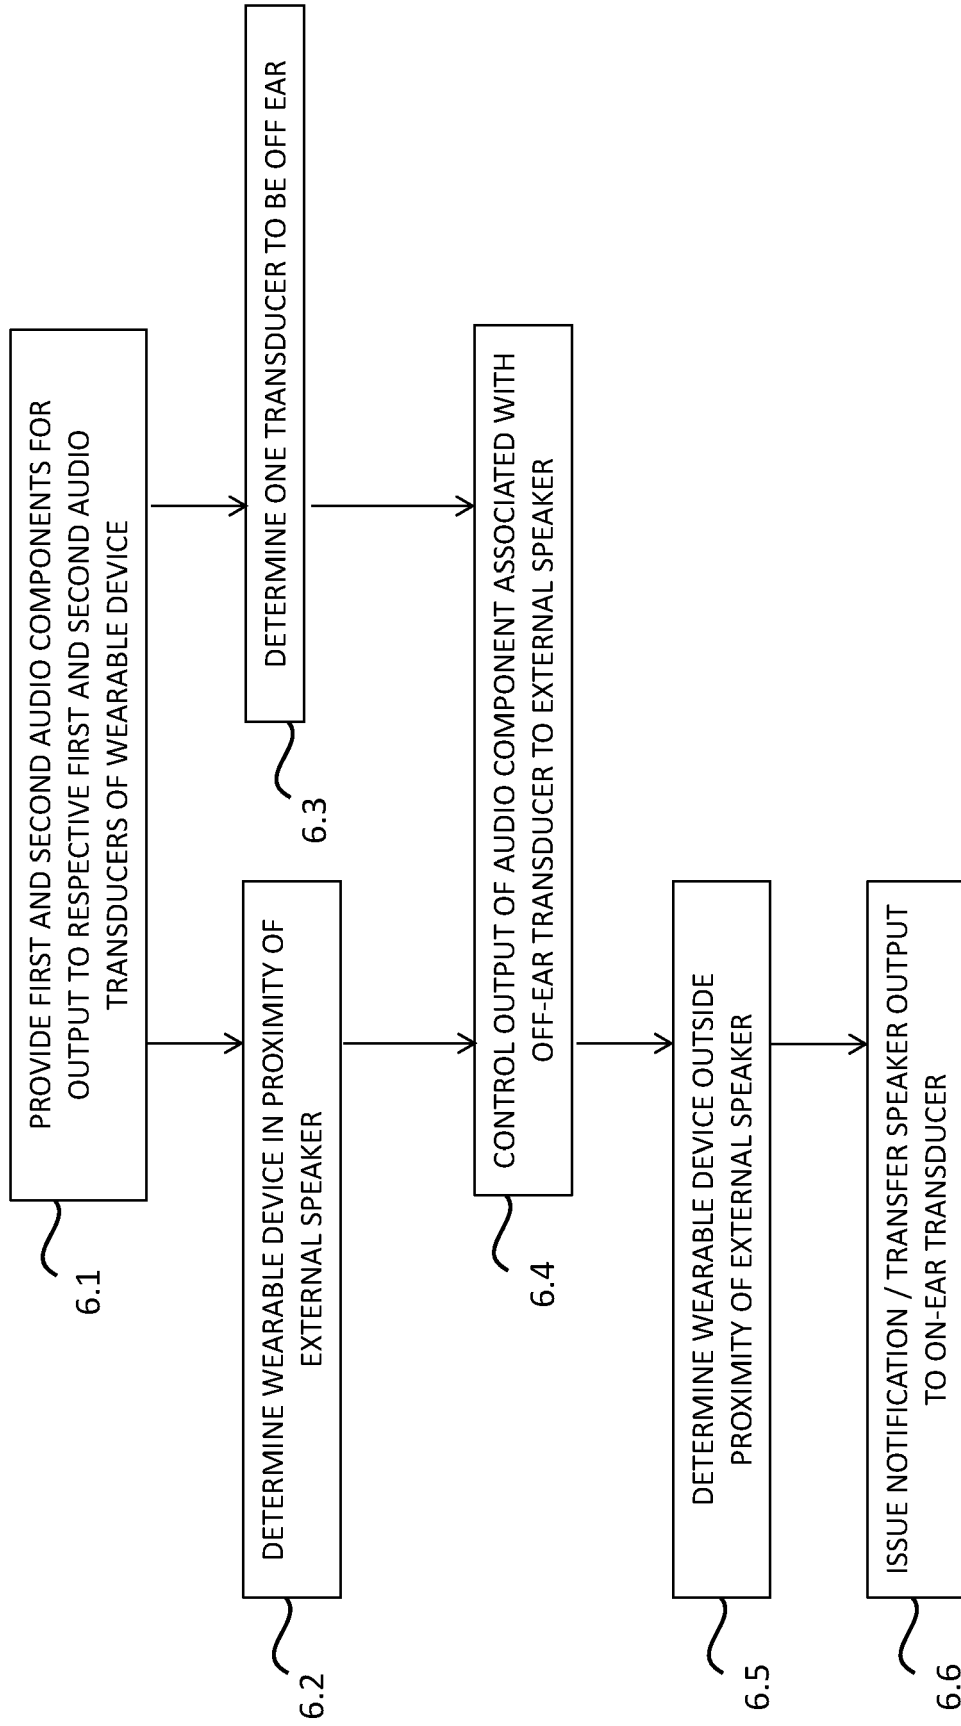 PROVIDE FIRST AND SECOND AUDIO COMPONENTS FOR
OUTPUT TO RESPECTIVE FIRST AND SECOND AUDIO
TRANSDUCERS OF WEARABLE DEVICE
6.1
DETERMINE WEARABLE DEVICE IN PROXIMITY OF
EXTERNAL SPEAKER
6.2
DETERMINE ONE TRANSDUCER TO BE OFF EAR
6.3
CONTROL OUTPUT OF AUDIO COMPONENT ASSOCIATED WITH
OFF-EAR TRANSDUCER TO EXTERNAL SPEAKER
6.4
DETERMINE WEARABLE DEVICE OUTSIDE
PROXIMITY OF EXTERNAL SPEAKER
6.5
ISSUE NOTIFICATION / TRANSFER SPEAKER OUTPUT
TO ON-EAR TRANSDUCER
6.6